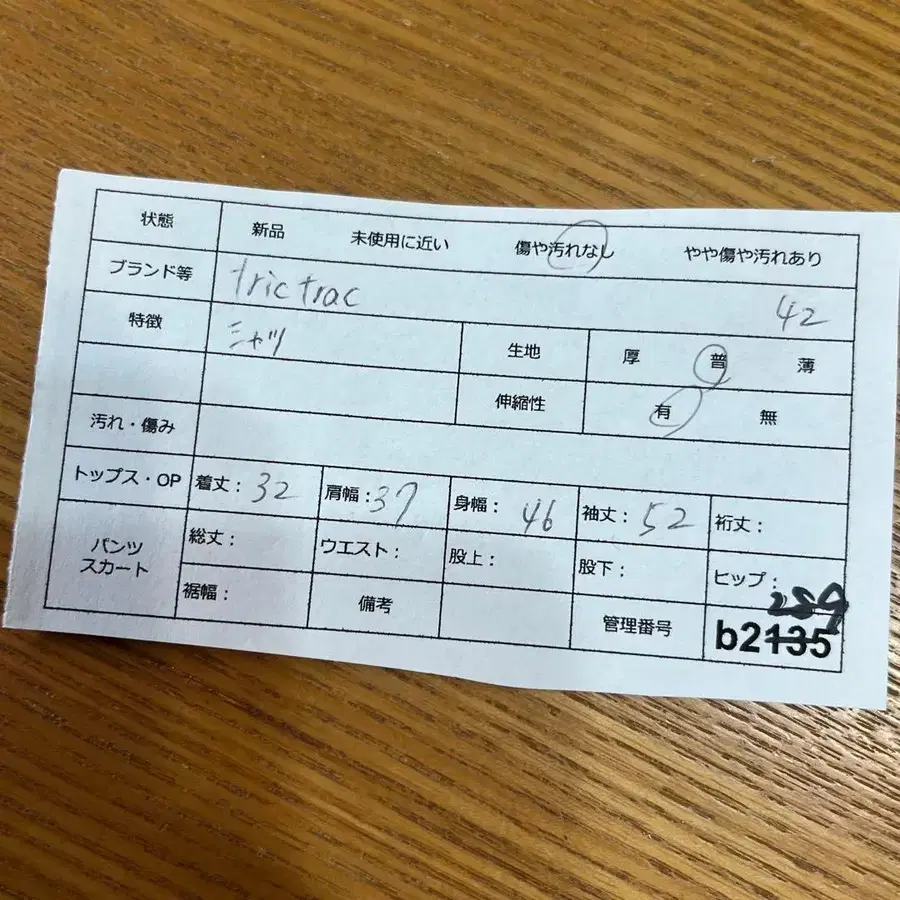 状態 新品 未使用に近い 傷や汚れなし やや傷や汚れあり
ブランド等 tric trac 42
特徴 シャツ 生地 厚 普 薄
伸縮性 有 無
汚れ・傷み
トップス・OP 着丈：32 肩幅：37 身幅：46 袖丈：52 裄丈：
パンツ スカート 総丈： ウエスト： 股上： 股下： ヒップ：
裾幅： 備考 管理番号 b2135 289